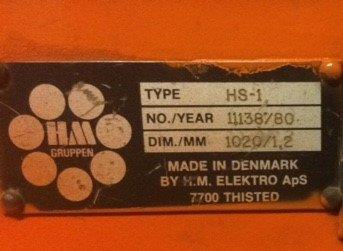 HM
GRUPPEN
TYPE HS-1
NO./YEAR 11138/80
DIM./MM 1020/1,2
MADE IN DENMARK
BY H.M. ELEKTRO ApS
7700 THISTED